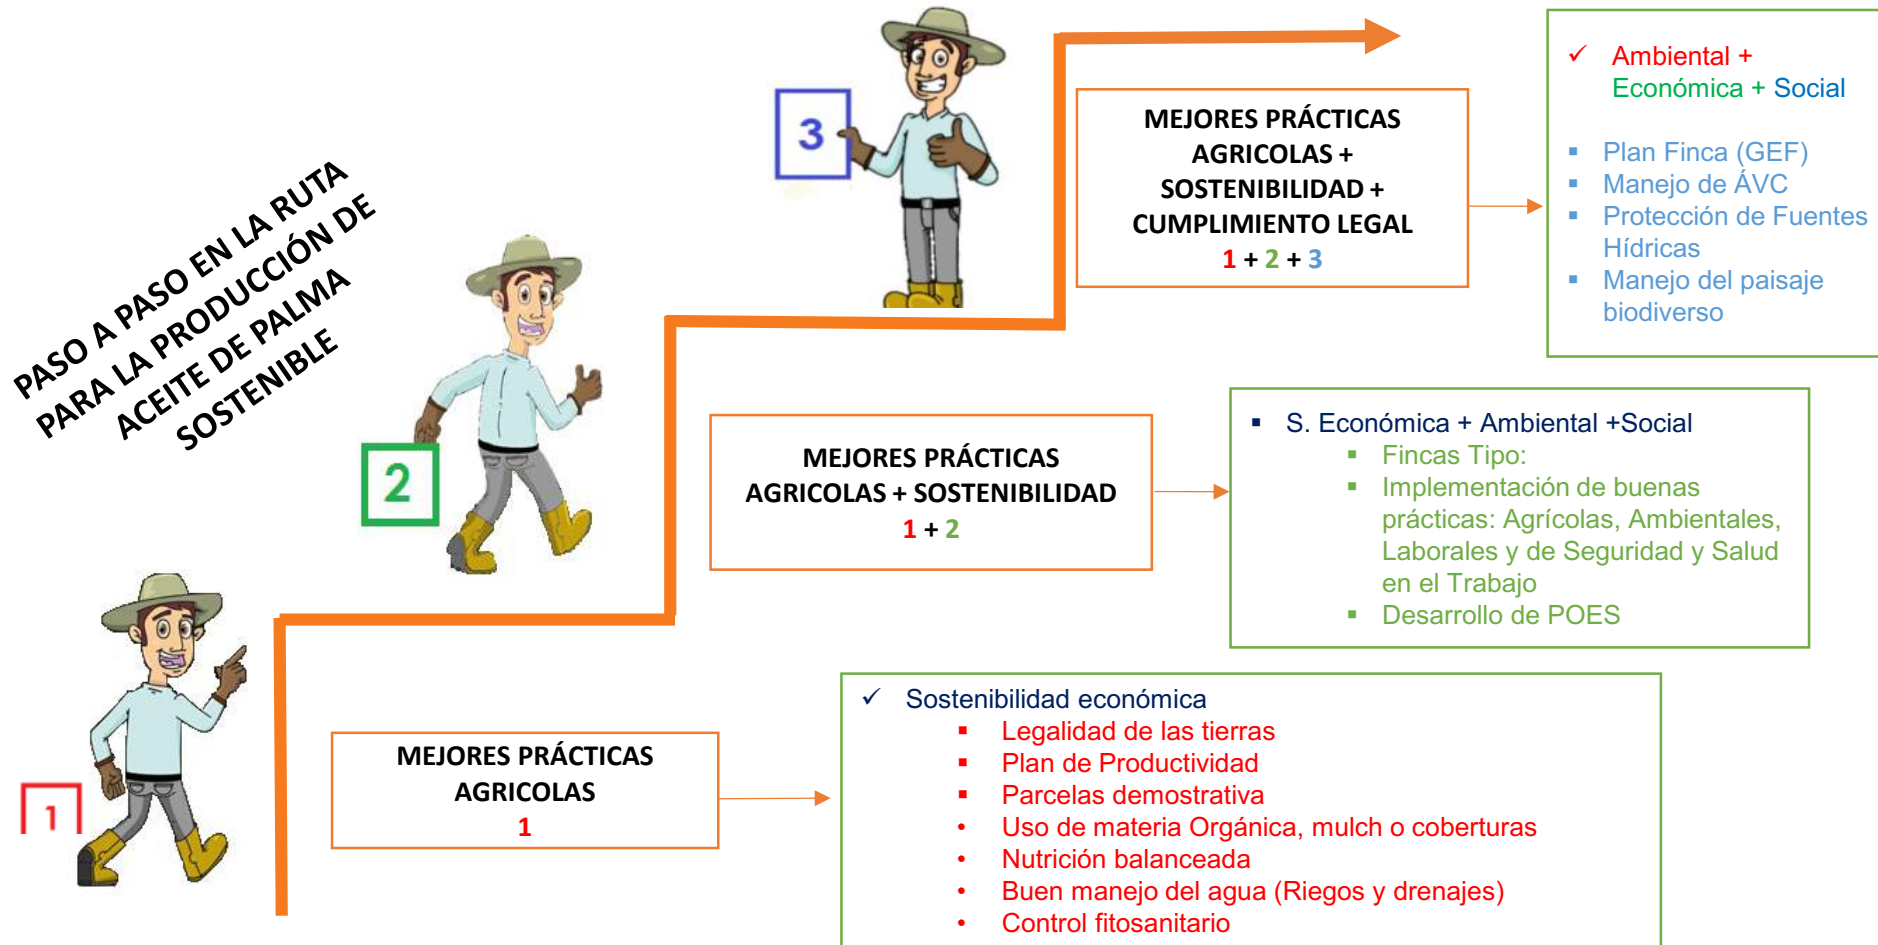 PASO A PASO EN LA RUTA
PARA LA PRODUCCIÓN DE
ACEITE DE PALMA
SOSTENIBLE
3
MEJORES PRÁCTICAS
AGRICOLAS +
SOSTENIBILIDAD +
CUMPLIMIENTO LEGAL
1 + 2 + 3
✓ Ambiental +
Económica + Social
▪ Plan Finca (GEF)
▪ Manejo de ÁVC
▪ Protección de Fuentes
Hídricas
▪ Manejo del paisaje
biodiverso
2
MEJORES PRÁCTICAS
AGRICOLAS + SOSTENIBILIDAD
1 + 2
▪ S. Económica + Ambiental +Social
▪ Fincas Tipo:
▪ Implementación de buenas
prácticas: Agrícolas, Ambientales,
Laborales y de Seguridad y Salud
en el Trabajo
▪ Desarrollo de POES
1
MEJORES PRÁCTICAS
AGRICOLAS
1
✓ Sostenibilidad económica
▪ Legalidad de las tierras
▪ Plan de Productividad
▪ Parcelas demostrativa
• Uso de materia Orgánica, mulch o coberturas
• Nutrición balanceada
• Buen manejo del agua (Riegos y drenajes)
• Control fitosanitario